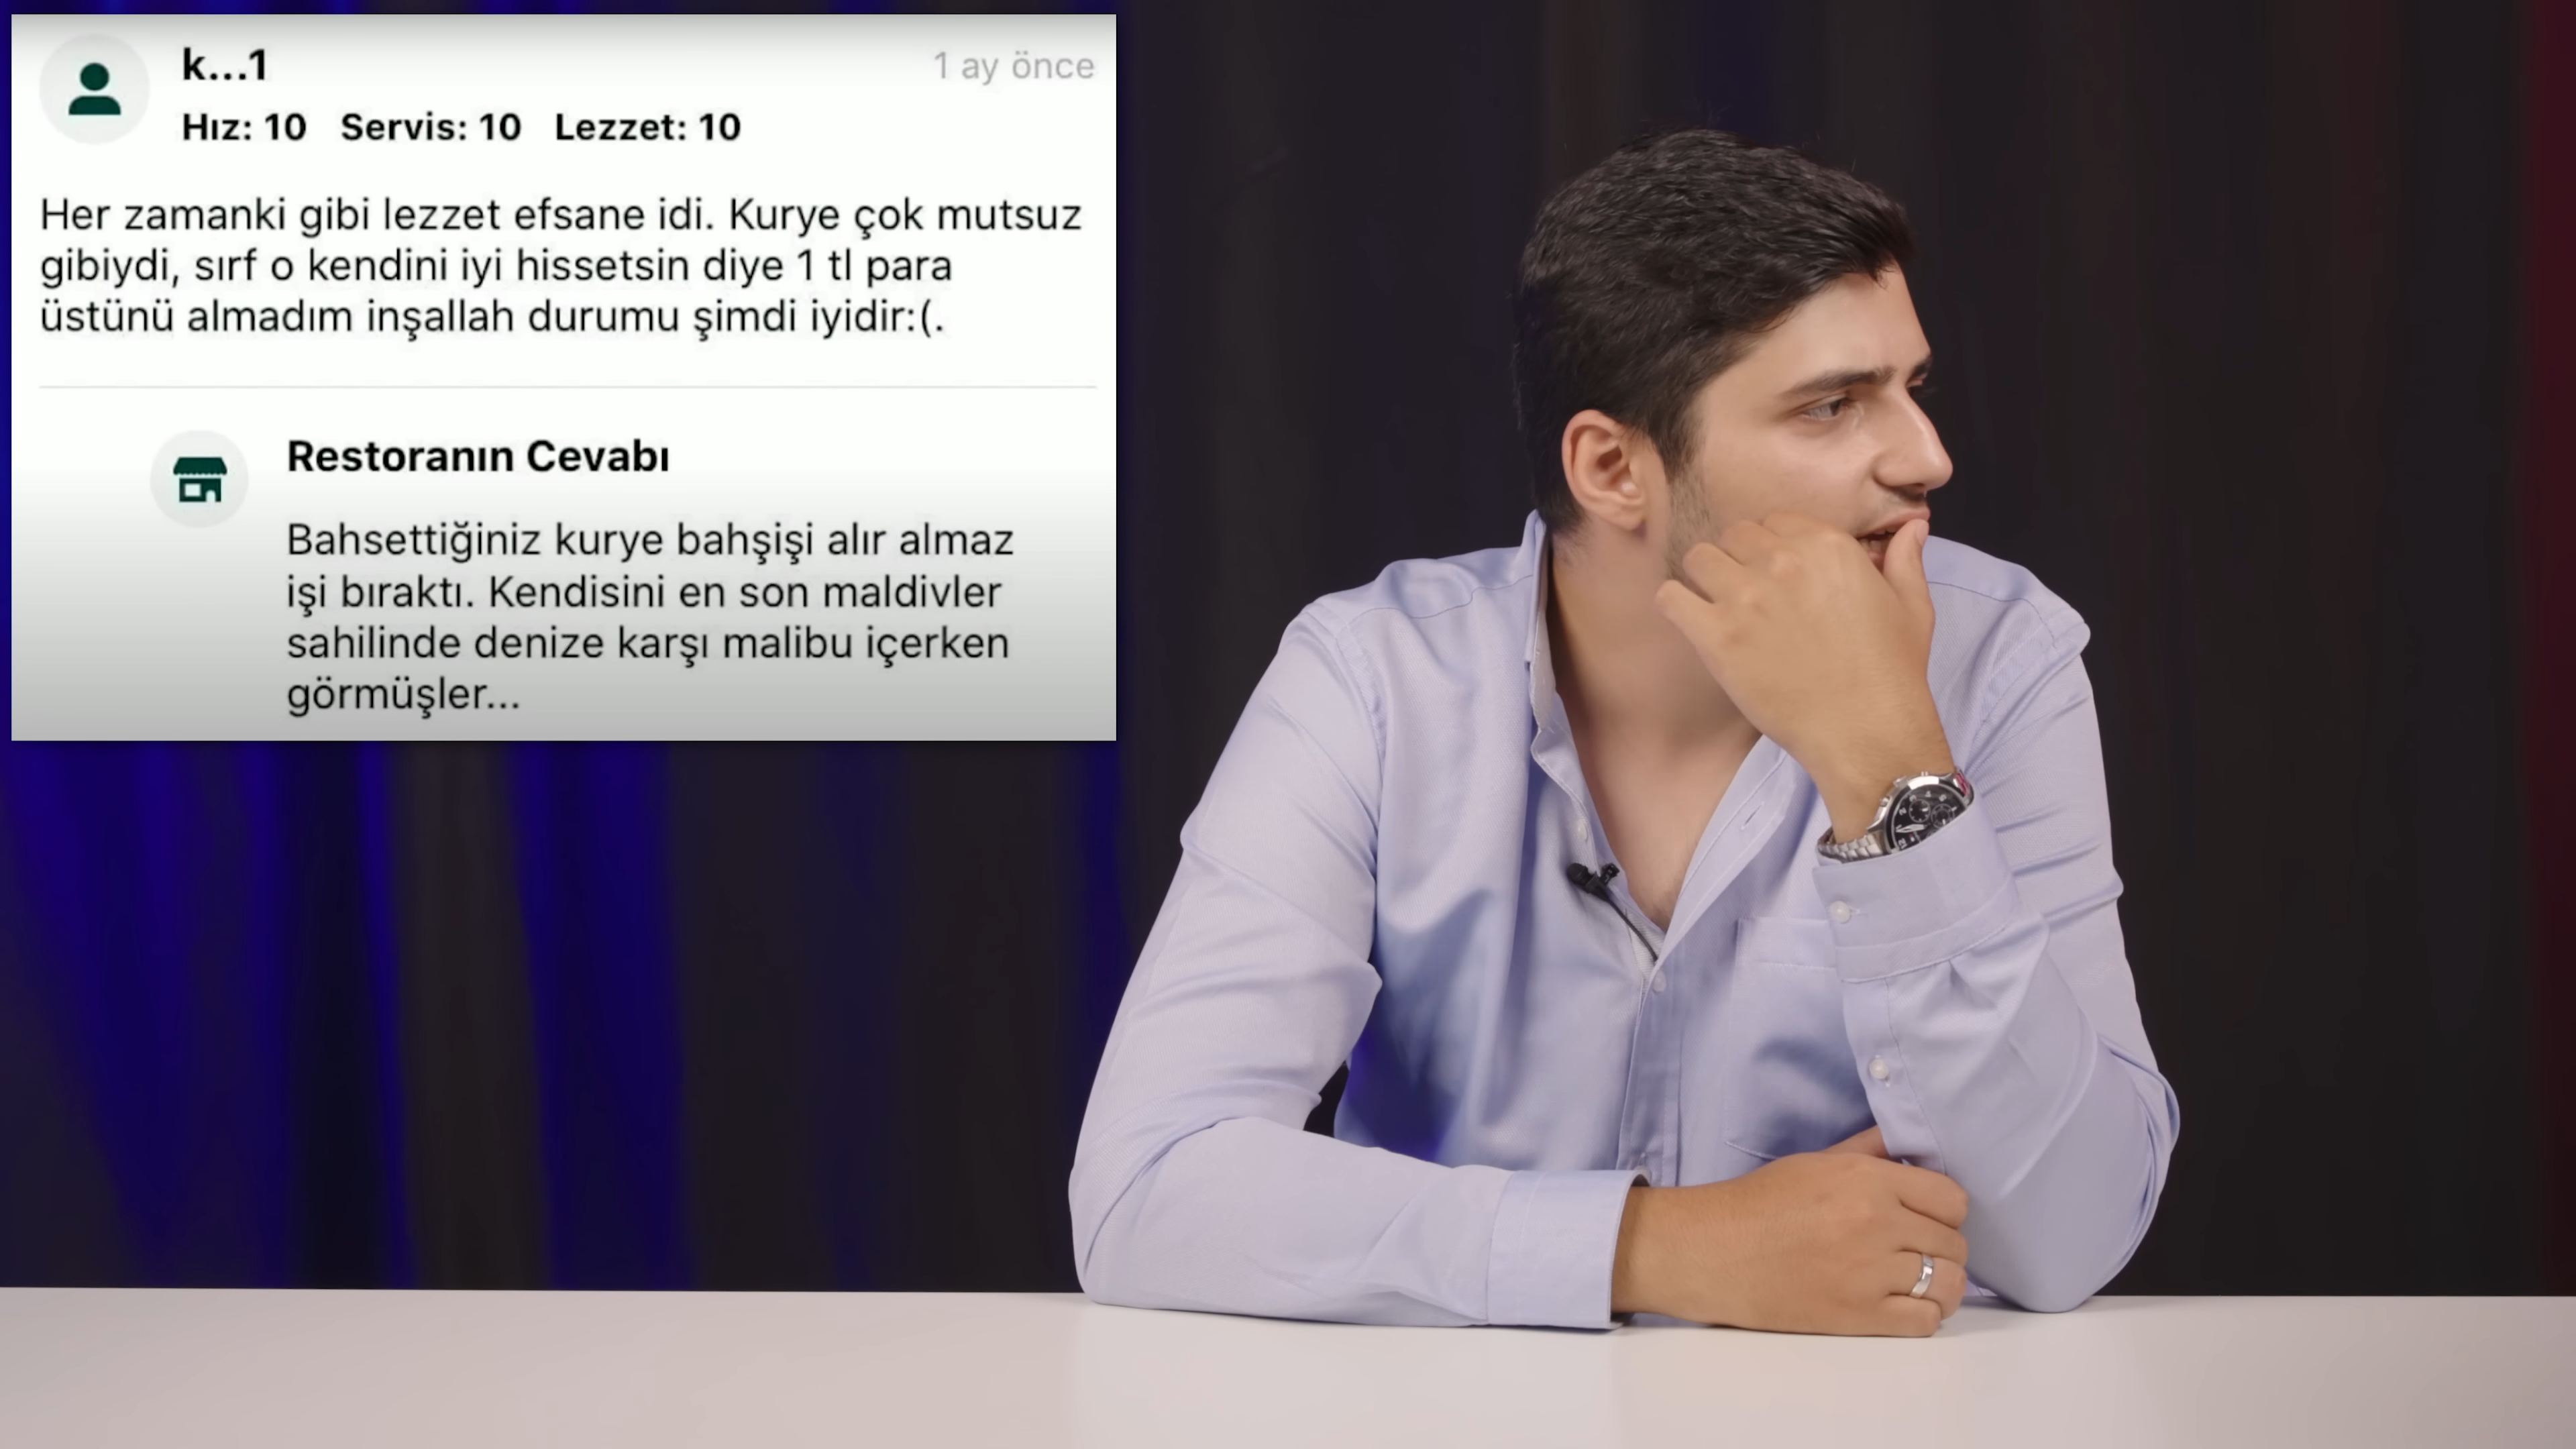 k...1
1 ay önce
Hız: 10 Servis: 10 Lezzet: 10
Her zamanki gibi lezzet efsane idi. Kurye çok mutsuz
gibiydi, sırf o kendini iyi hissetsin diye 1 tl para
üstünü almadım inşallah durumu şimdi iyidir:(.
Restoranın Cevabı
Bahsettiğiniz kurye bahşişi alır almaz
işi bıraktı. Kendisini en son maldivler
sahilinde denize karşı malibu içerken
görmüşler...